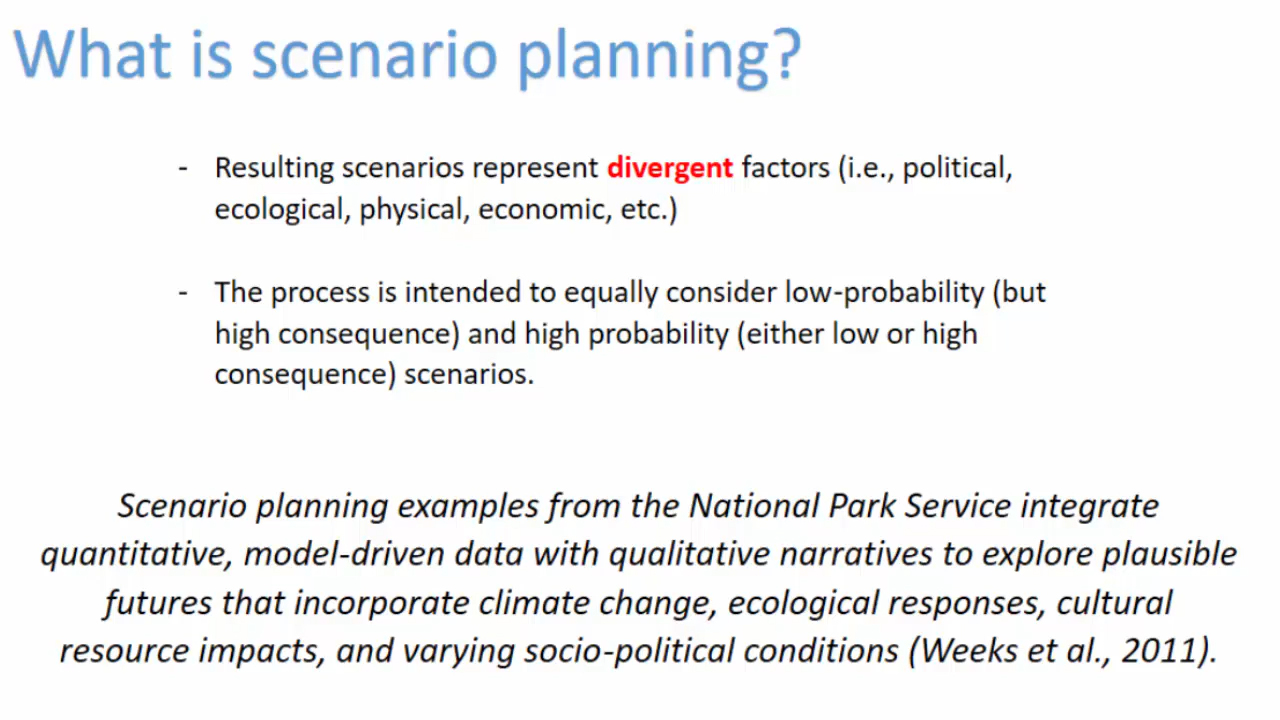 What is scenario planning?
- Resulting scenarios represent divergent factors (i.e., political,
ecological, physical, economic, etc.)
- The process is intended to equally consider low-probability (but
high consequence) and high probability (either low or high
consequence) scenarios.
Scenario planning examples from the National Park Service integrate
quantitative, model-driven data with qualitative narratives to explore plausible
futures that incorporate climate change, ecological responses, cultural
resource impacts, and varying socio-political conditions (Weeks et al., 2011).